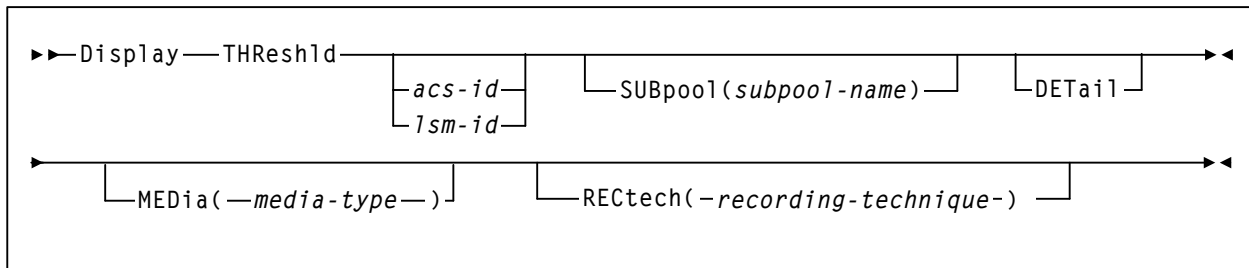 Display THReshld
acs-id
lsm-id
SUBpool(subpool-name)
DETail
MEDia( media-type )
RECtech( recording-technique )